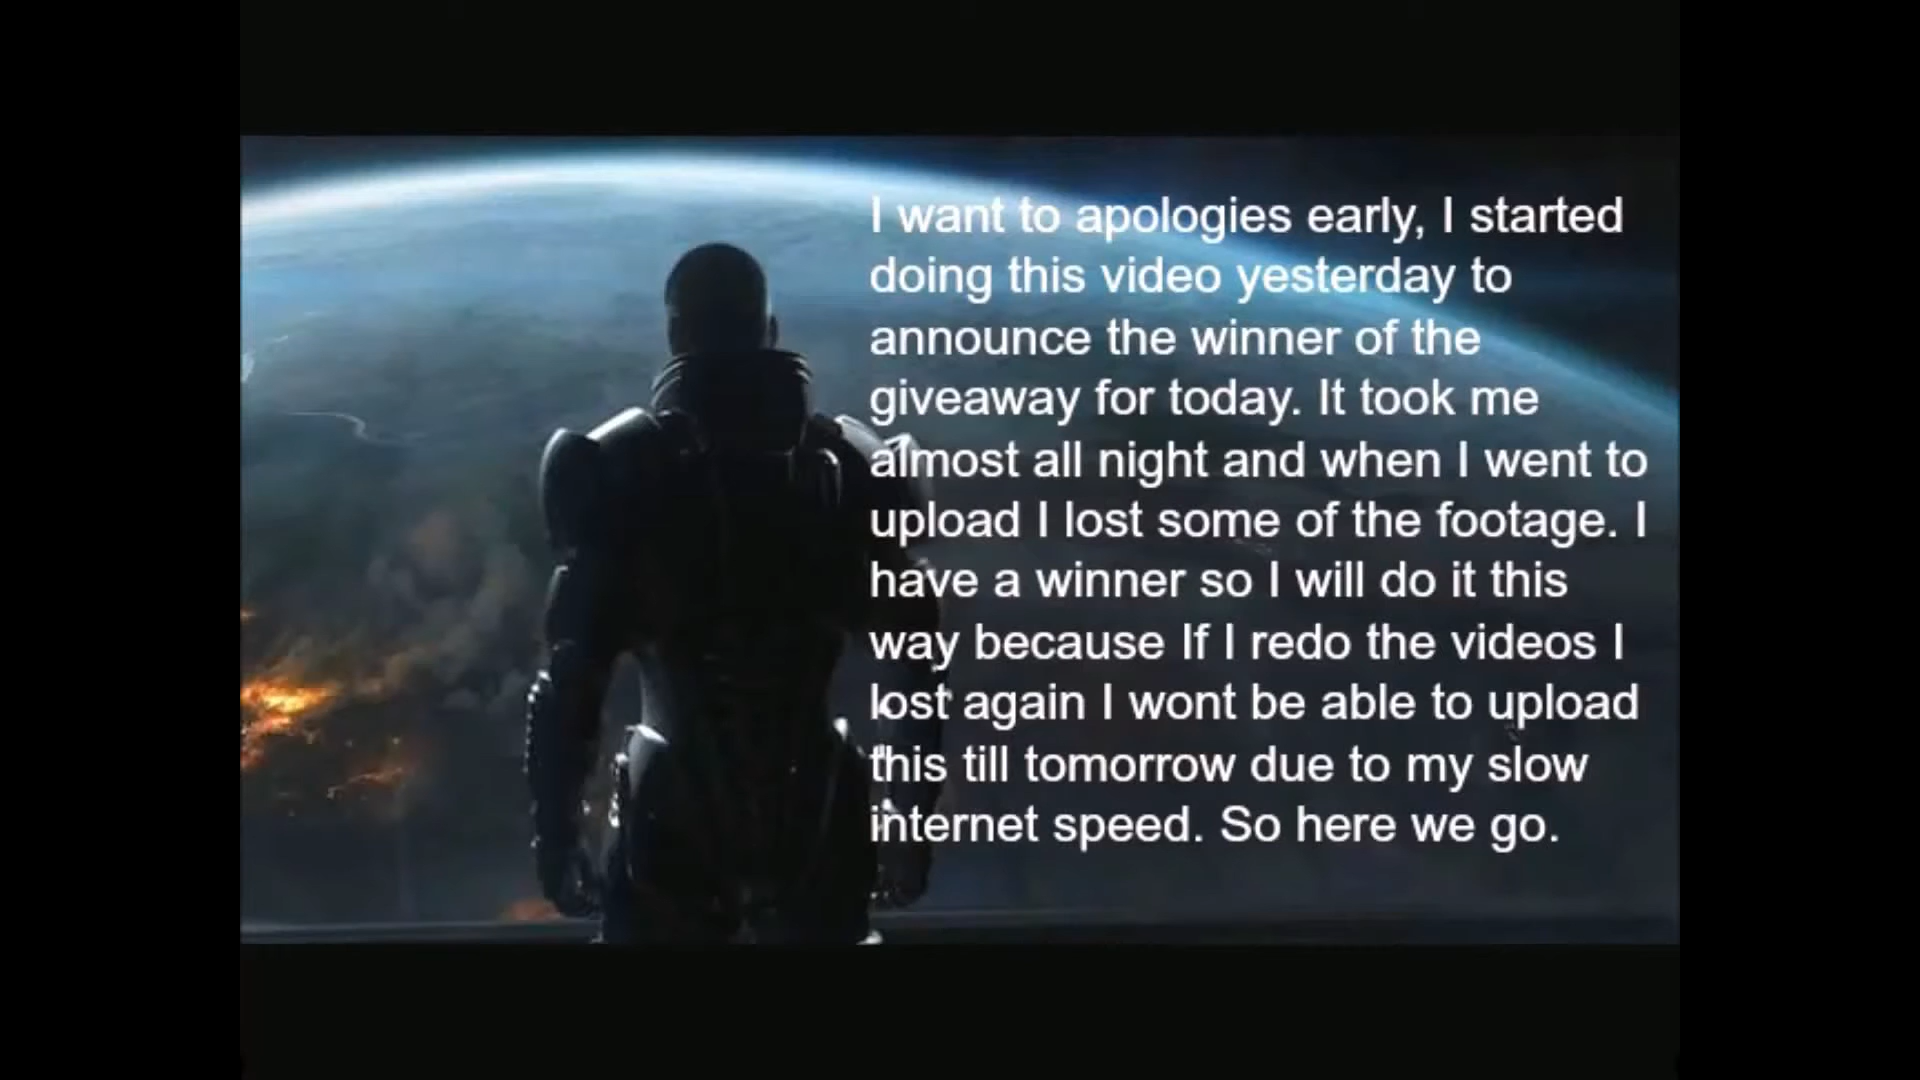 I want to apologies early, I started
doing this video yesterday to
announce the winner of the
giveaway for today. It took me
almost all night and when I went to
upload I lost some of the footage. I
have a winner so I will do it this
way because If I redo the videos I
lost again I wont be able to upload
this till tomorrow due to my slow
internet speed. So here we go.